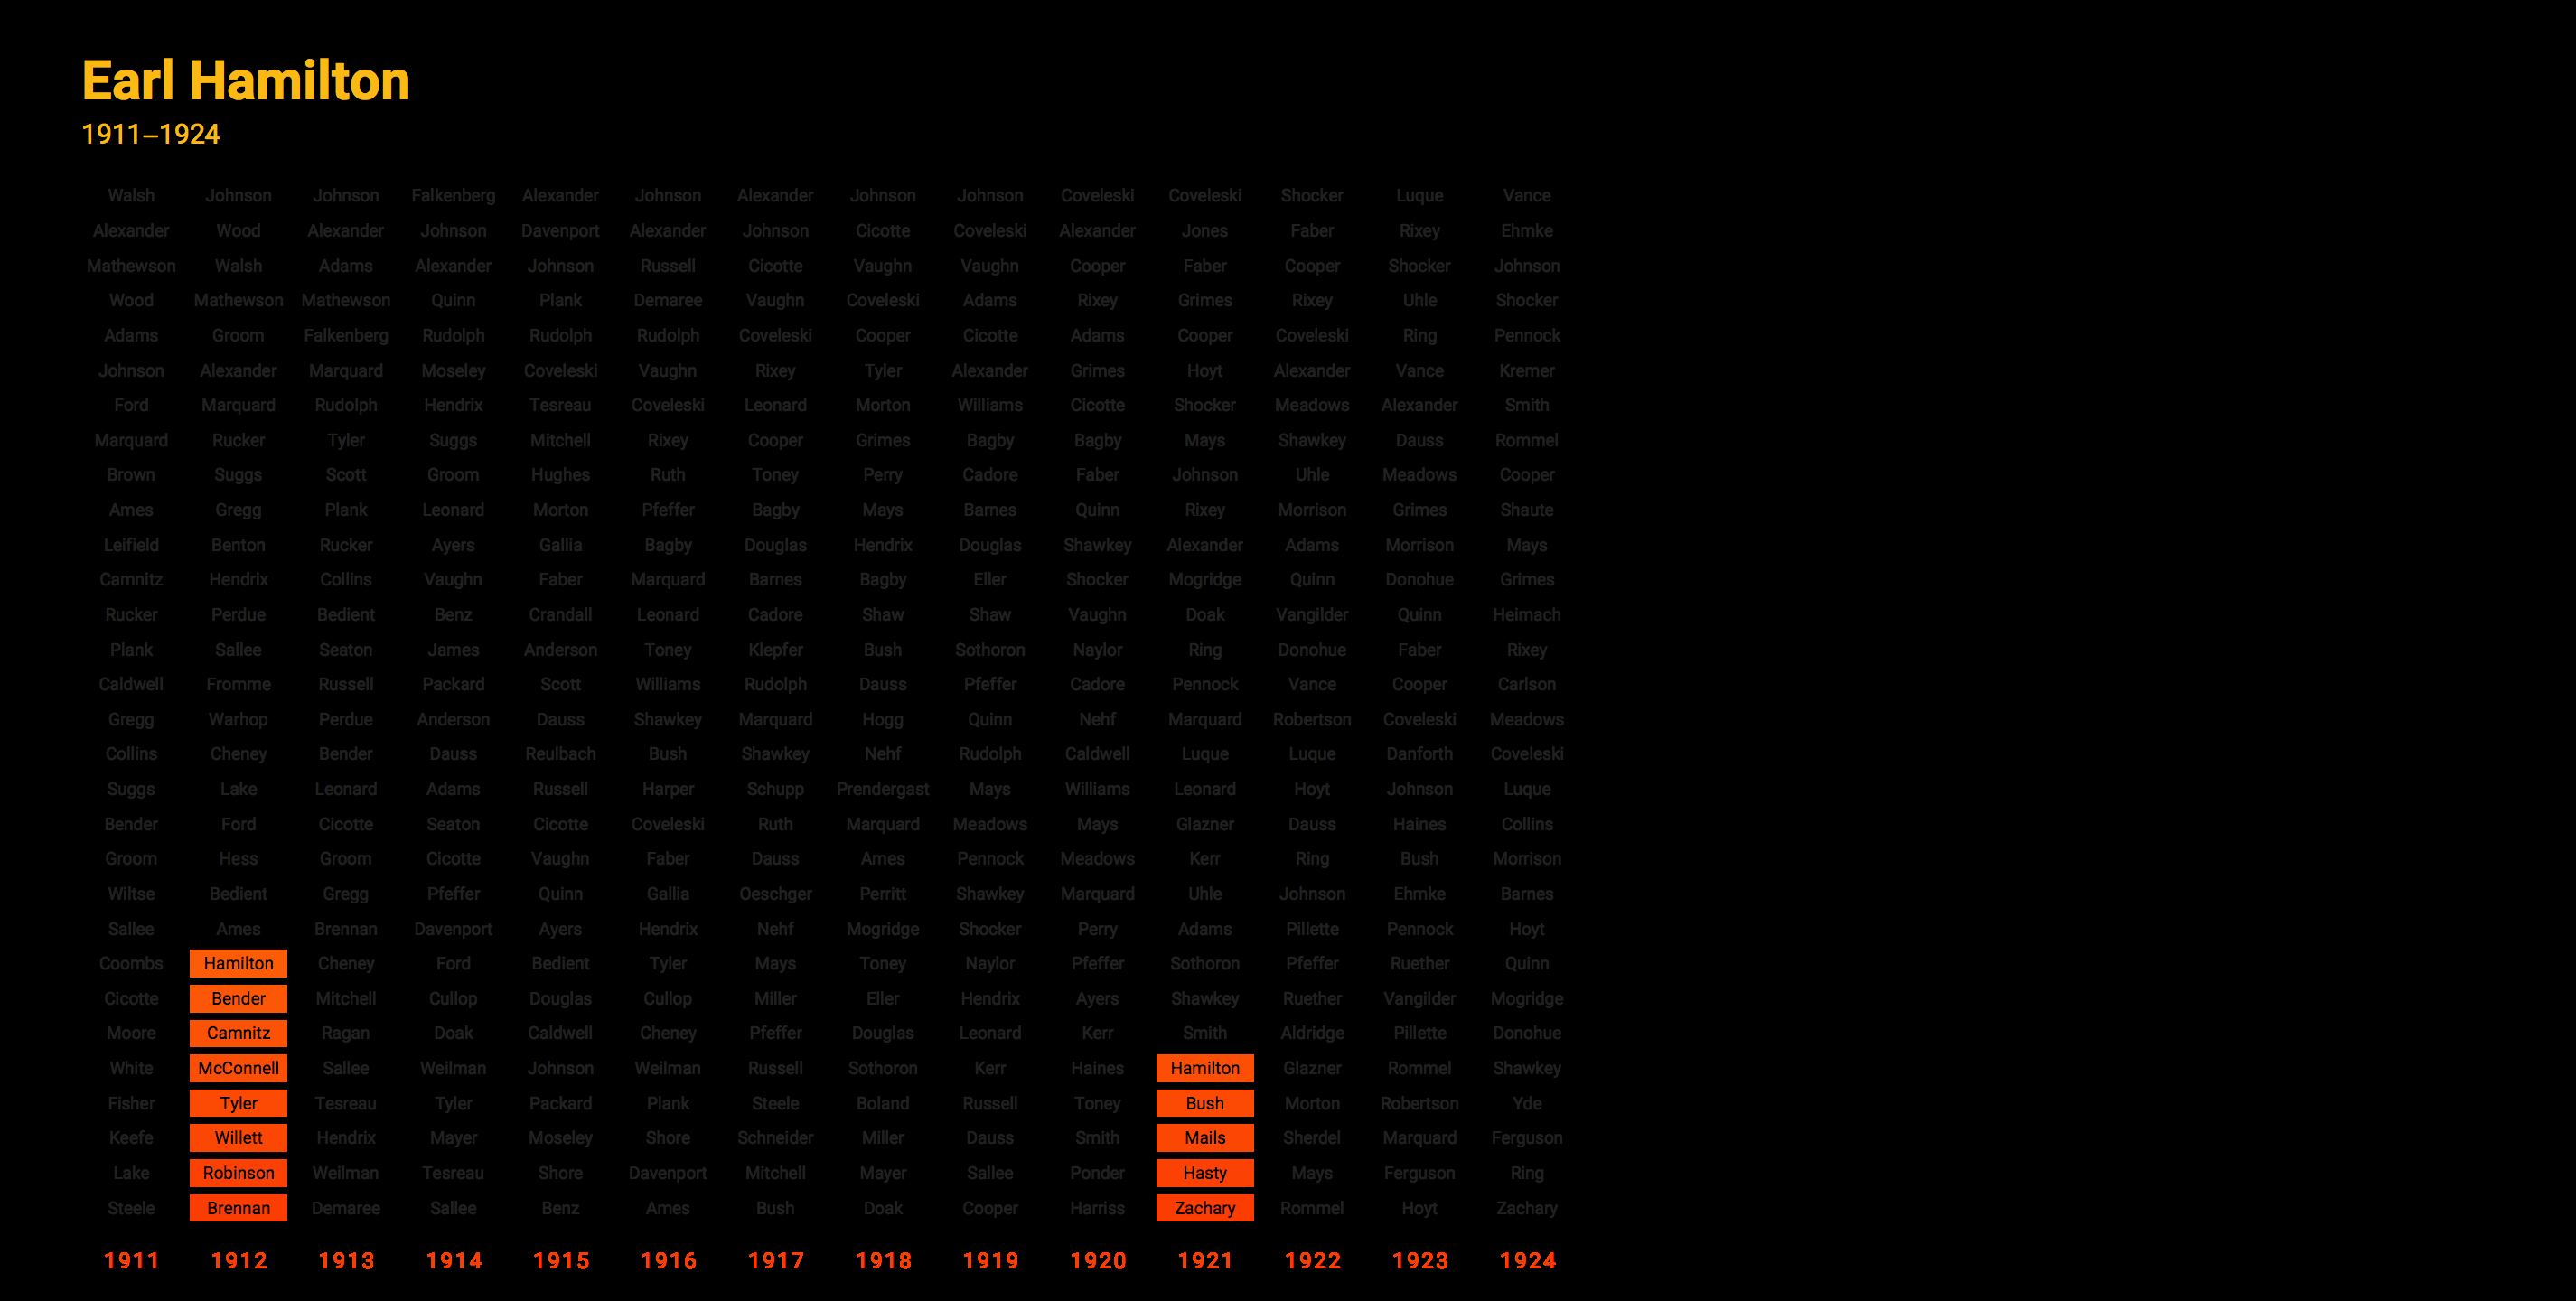 Earl Hamilton
1911–1924
Walsh Johnson Johnson Falkenberg Alexander Johnson Alexander Johnson Johnson Coveleski Coveleski Shocker Luque Vance
Alexander Wood Alexander Johnson Davenport Alexander Johnson Cicotte Coveleski Alexander Jones Faber Rixey Ehmke
Mathewson Walsh Adams Alexander Johnson Russell Cicotte Vaughn Vaughn Cooper Faber Cooper Shocker Johnson
Wood Mathewson Mathewson Quinn Plank Demaree Vaughn Coveleski Adams Rixey Grimes Rixey Uhle Shocker
Adams Groom Falkenberg Rudolph Rudolph Rudolph Coveleski Cooper Cicotte Adams Cooper Coveleski Ring Pennock
Johnson Alexander Marquard Moseley Coveleski Vaughn Rixey Tyler Alexander Grimes Hoyt Alexander Vance Kremer
Ford Marquard Rudolph Hendrix Tesreau Coveleski Leonard Morton Williams Cicotte Shocker Meadows Alexander Smith
Marquard Rucker Tyler Suggs Mitchell Rixey Cooper Grimes Bagby Bagby Mays Shawkey Dauss Rommel
Brown Suggs Scott Groom Hughes Ruth Toney Perry Cadore Faber Johnson Uhle Meadows Cooper
Ames Gregg Plank Leonard Morton Pfeffer Bagby Mays Barnes Quinn Rixey Morrison Grimes Shaute
Leifield Benton Rucker Ayers Gallia Bagby Douglas Hendrix Douglas Shawkey Alexander Adams Morrison Mays
Camnitz Hendrix Collins Vaughn Faber Marquard Barnes Bagby Eller Shocker Mogridge Quinn Donohue Grimes
Rucker Perdue Bedient Benz Crandall Leonard Cadore Shaw Shaw Vaughn Doak Vangilder Quinn Heimach
Plank Sallee Seaton James Anderson Toney Klepfer Bush Sothoron Naylor Ring Donohue Faber Rixey
Caldwell Fromme Russell Packard Scott Williams Rudolph Dauss Pfeffer Cadore Pennock Vance Cooper Carlson
Gregg Warhop Perdue Anderson Dauss Shawkey Marquard Hogg Quinn Nehf Marquard Robertson Coveleski Meadows
Collins Cheney Bender Dauss Reulbach Bush Shawkey Nehf Rudolph Caldwell Luque Luque Danforth Coveleski
Suggs Lake Leonard Adams Russell Harper Schupp Prendergast Mays Williams Leonard Hoyt Johnson Luque
Bender Ford Cicotte Seaton Cicotte Coveleski Ruth Marquard Meadows Mays Glazner Dauss Haines Collins
Groom Hess Groom Cicotte Vaughn Faber Dauss Ames Pennock Meadows Kerr Ring Bush Morrison
Wiltse Bedient Gregg Pfeffer Quinn Gallia Oeschger Perritt Shawkey Marquard Uhle Johnson Ehmke Barnes
Sallee Ames Brennan Davenport Ayers Hendrix Nehf Mogridge Shocker Perry Adams Pillette Pennock Hoyt
Coombs Hamilton Cheney Ford Bedient Tyler Mays Toney Naylor Pfeffer Sothoron Pfeffer Ruether Quinn
Cicotte Bender Mitchell Cullop Douglas Cullop Miller Eller Hendrix Ayers Shawkey Ruether Vangilder Mogridge
Moore Camnitz Ragan Doak Caldwell Cheney Pfeffer Douglas Leonard Kerr Smith Aldridge Pillette Donohue
White McConnell Sallee Weilman Johnson Weilman Russell Sothoron Kerr Haines Hamilton Glazner Rommel Shawkey
Fisher Tyler Tesreau Tyler Packard Plank Steele Boland Russell Toney Bush Morton Robertson Yde
Keefe Willett Hendrix Mayer Moseley Shore Schneider Miller Dauss Smith Mails Sherdel Marquard Ferguson
Lake Robinson Weilman Tesreau Shore Davenport Mitchell Mayer Sallee Ponder Hasty Mays Ferguson Ring
Steele Brennan Demaree Sallee Benz Ames Bush Doak Cooper Harriss Zachary Rommel Hoyt Zachary
1911 1912 1913 1914 1915 1916 1917 1918 1919 1920 1921 1922 1923 1924